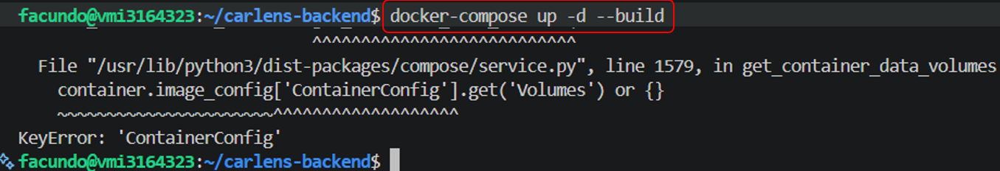 facundo@vmi3164323:~/carlens-backend$ docker-compose up -d --build
^^^^^^^^^^^^^^^^^^^^^^^^^^^
File "/usr/lib/python3/dist-packages/compose/service.py", line 1579, in get_container_data_volumes
container.image_config['ContainerConfig'].get('Volumes') or {}
~~~~~~~~~~~~~~~~~~~~~~^^^^^^^^^^^^^^^^^^^
KeyError: 'ContainerConfig'
facundo@vmi3164323:~/carlens-backend$